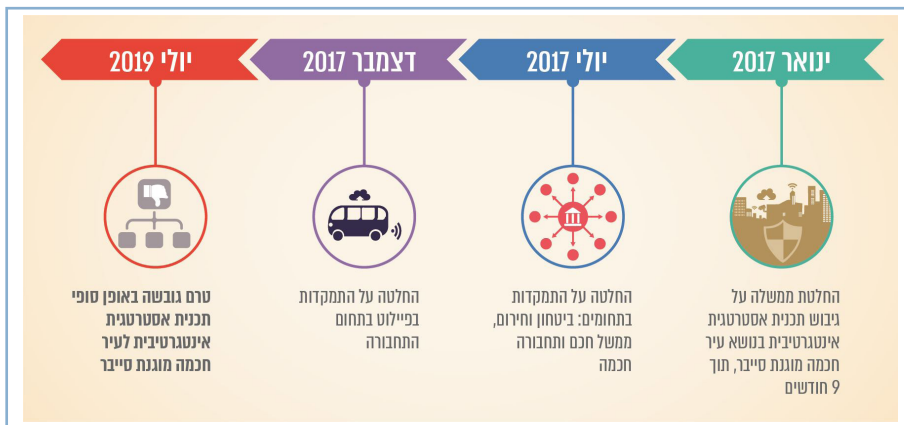 ינואר 2017
יולי 2017
דצמבר 2017
יולי 2019
החלטת ממשלה על
גיבוש תכנית אסטרטגית
אינטגרטיבית בנושא עיר
חכמה מוגנת סייבר, תוך
9 חודשים
החלטה על התמקדות
בתחומים: ביטחון וחירום,
ממשל חכם ותחבורה
חכמה
החלטה על התמקדות
בפיילוט בתחום
התחבורה
טרם גובשה באופן סופי
תכנית אסטרטגית
אינטגרטיבית לעיר
חכמה מוגנת סייבר